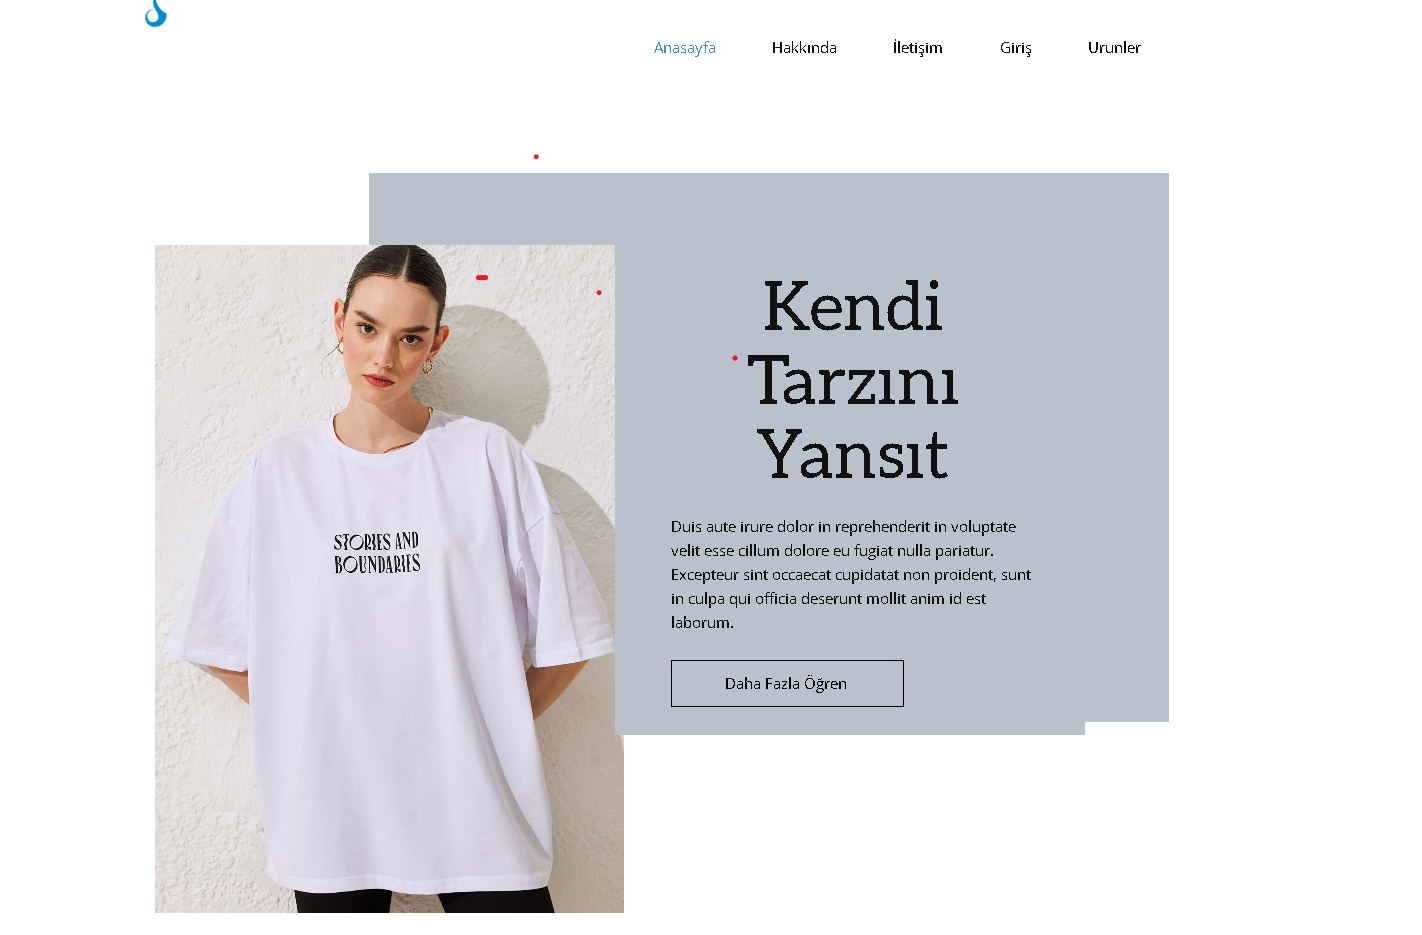 Anasayfa Hakkında İletişim Giriş Urunler
Kendi
Tarzını
Yansıt
STORIES AND
BOUNDARIES
Duis aute irure dolor in reprehenderit in voluptate
velit esse cillum dolore eu fugiat nulla pariatur.
Excepteur sint occaecat cupidatat non proident, sunt
in culpa qui officia deserunt mollit anim id est
laborum.
Daha Fazla Öğren